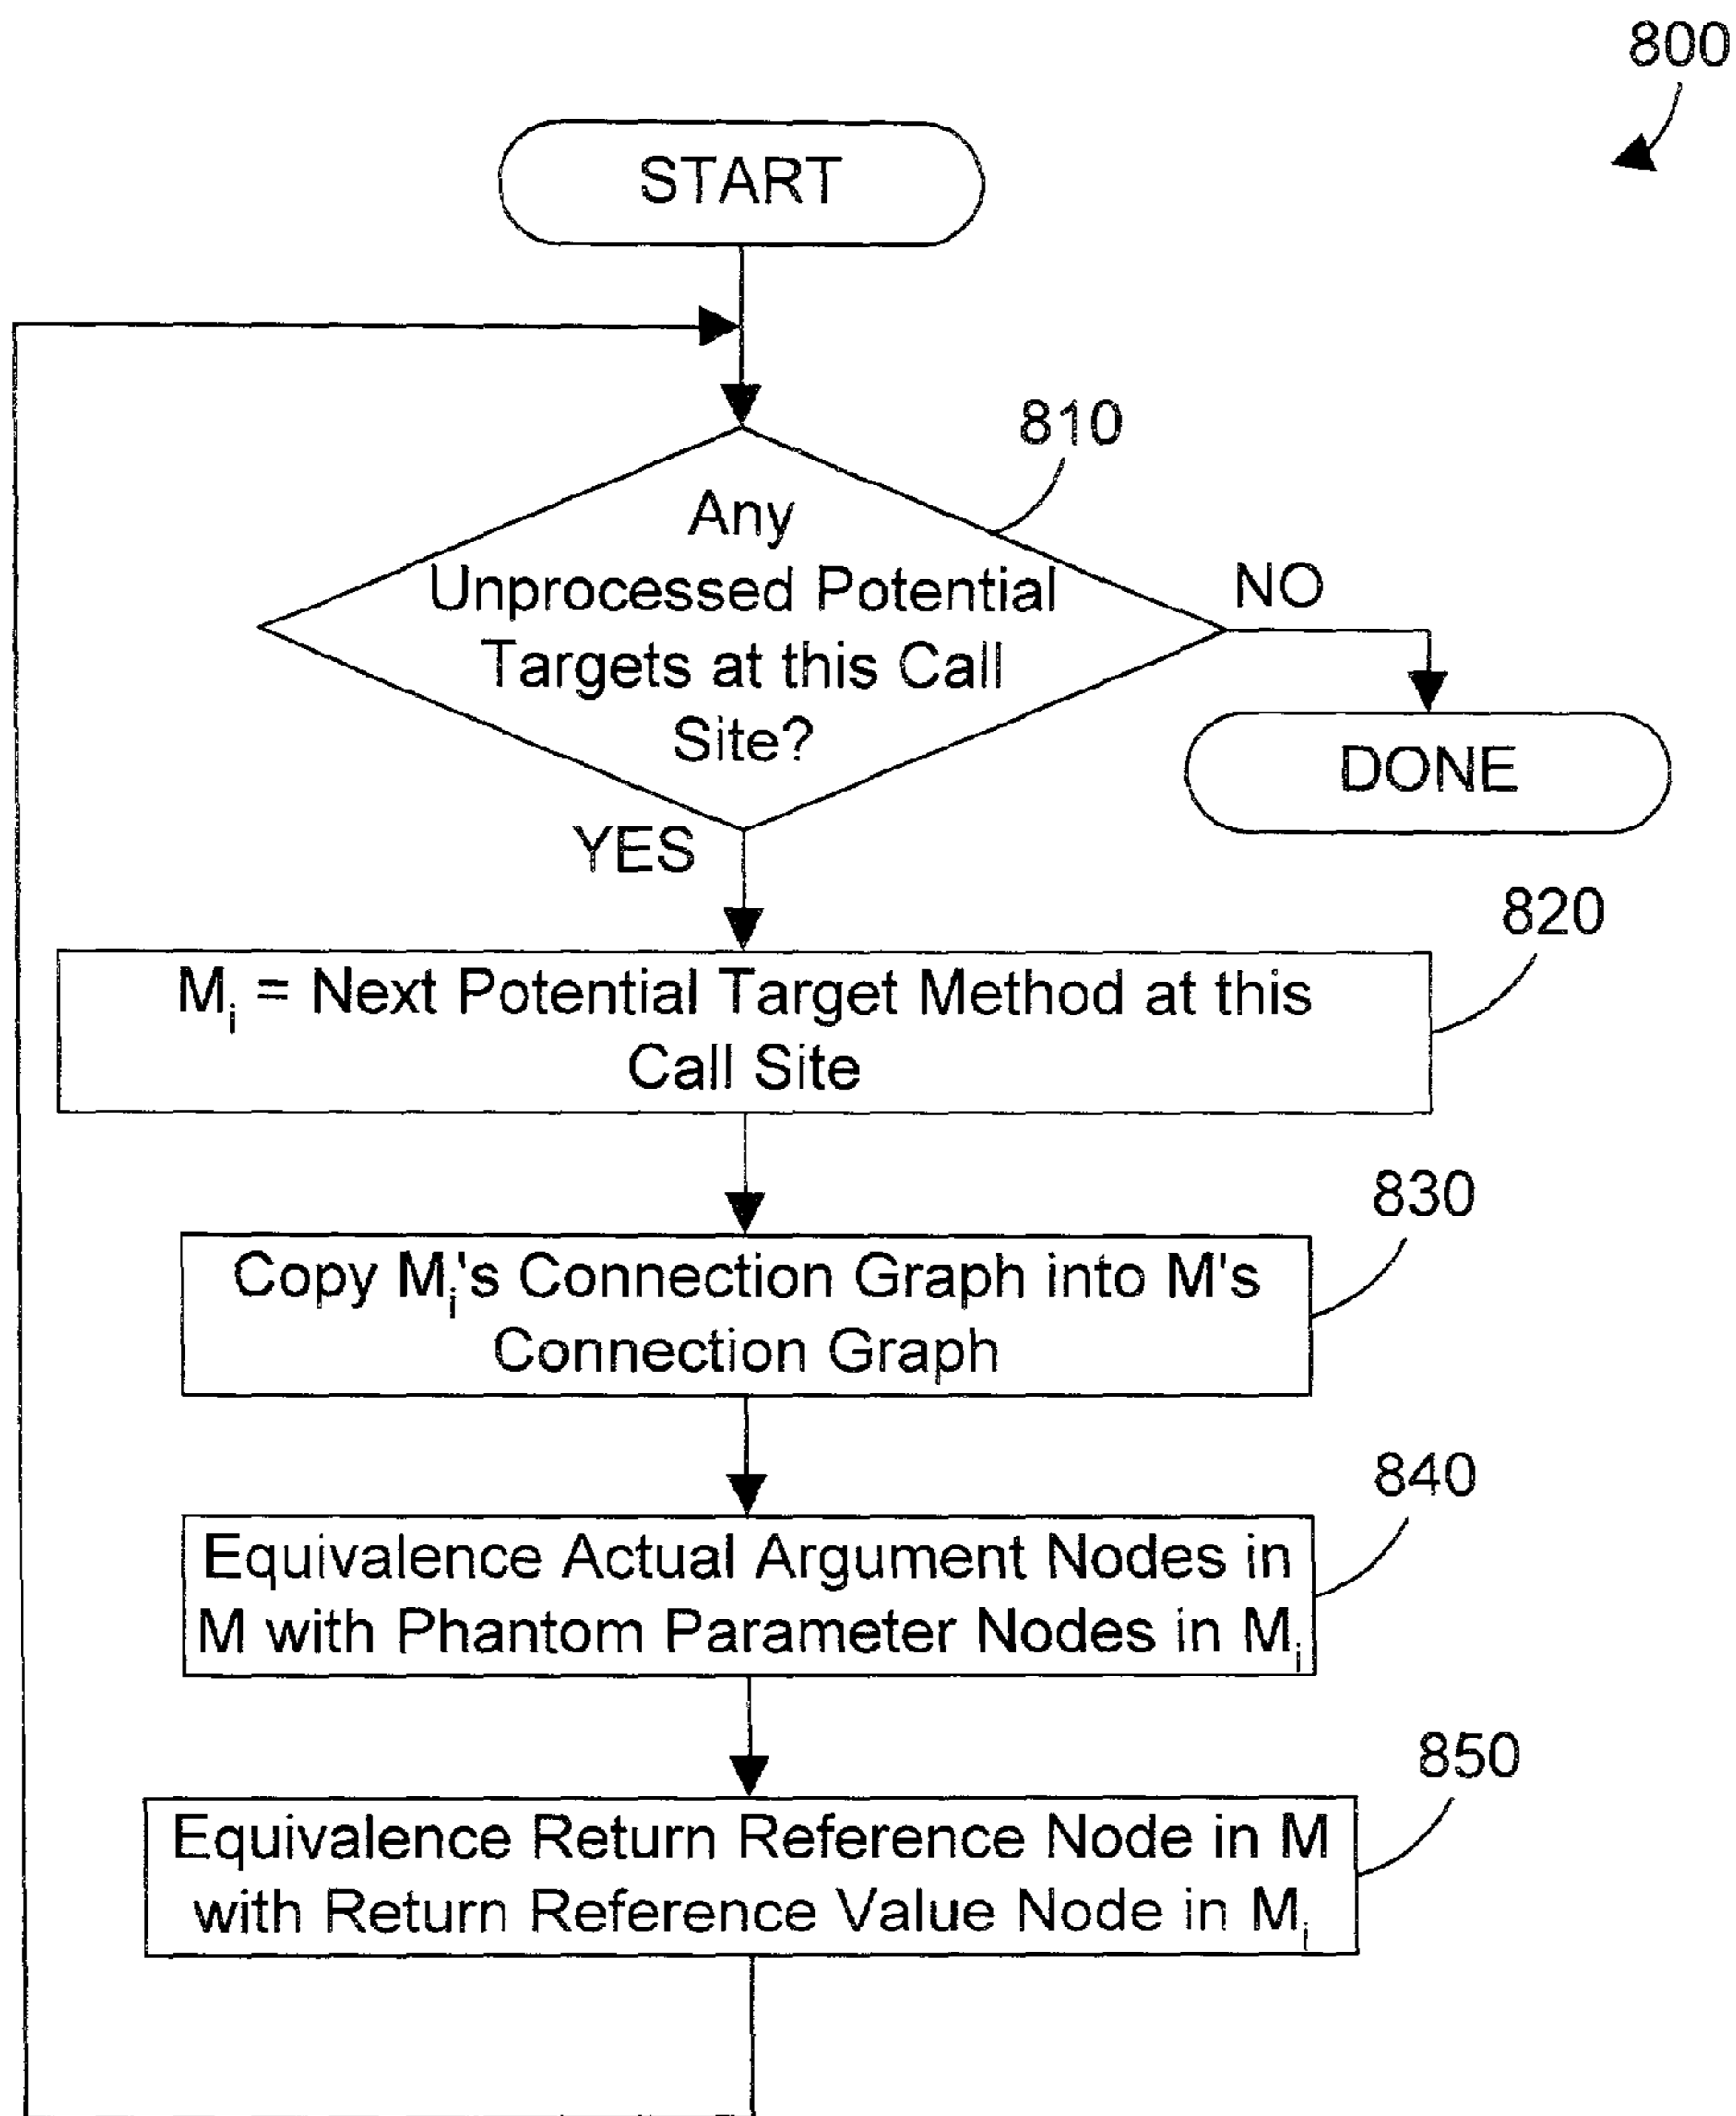 800
START
810
Any
Unprocessed Potential
Targets at this Call
Site?
NO
DONE
YES
820
Mi = Next Potential Target Method at this
Call Site
830
Copy Mi's Connection Graph into M's
Connection Graph
840
Equivalence Actual Argument Nodes in
M with Phantom Parameter Nodes in Mi
850
Equivalence Return Reference Node in M
with Return Reference Value Node in Mi